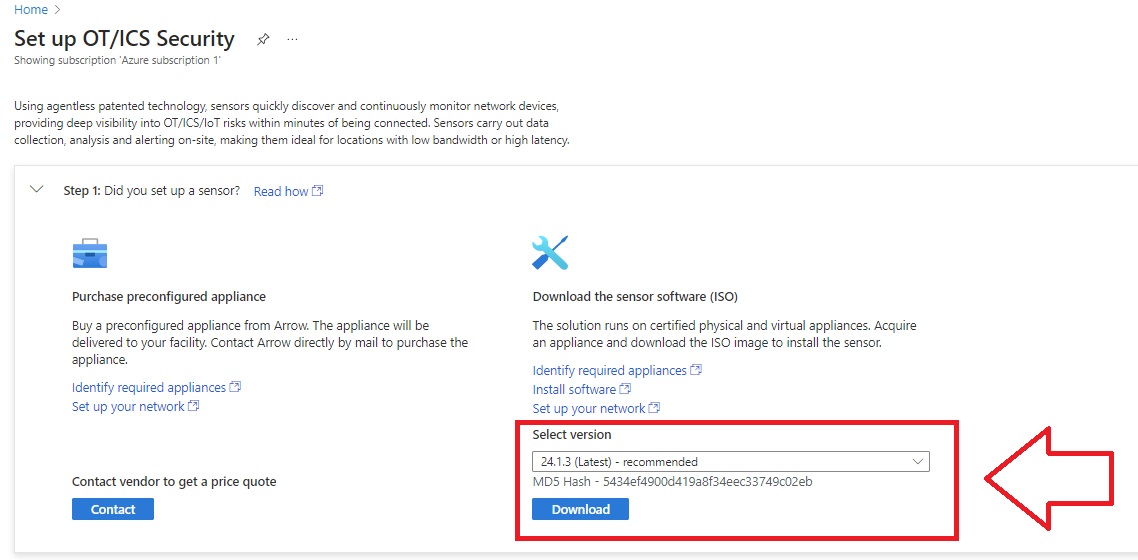 Home >
Set up OT/ICS Security ...
Showing subscription 'Azure subscription 1'
Using agentless patented technology, sensors quickly discover and continuously monitor network devices,
providing deep visibility into OT/ICS/IoT risks within minutes of being connected. Sensors carry out data
collection, analysis and alerting on-site, making them ideal for locations with low bandwidth or high latency.
Step 1: Did you set up a sensor? Read how
Purchase preconfigured appliance
Buy a preconfigured appliance from Arrow. The appliance will be
delivered to your facility. Contact Arrow directly by mail to purchase the
appliance.
Identify required appliances
Set up your network
Contact vendor to get a price quote
Contact
Download the sensor software (ISO)
The solution runs on certified physical and virtual appliances. Acquire
an appliance and download the ISO image to install the sensor.
Identify required appliances
Install software
Set up your network
Select version
24.1.3 (Latest) - recommended
MD5 Hash - 5434ef4900d419a8f34eec33749c02eb
Download